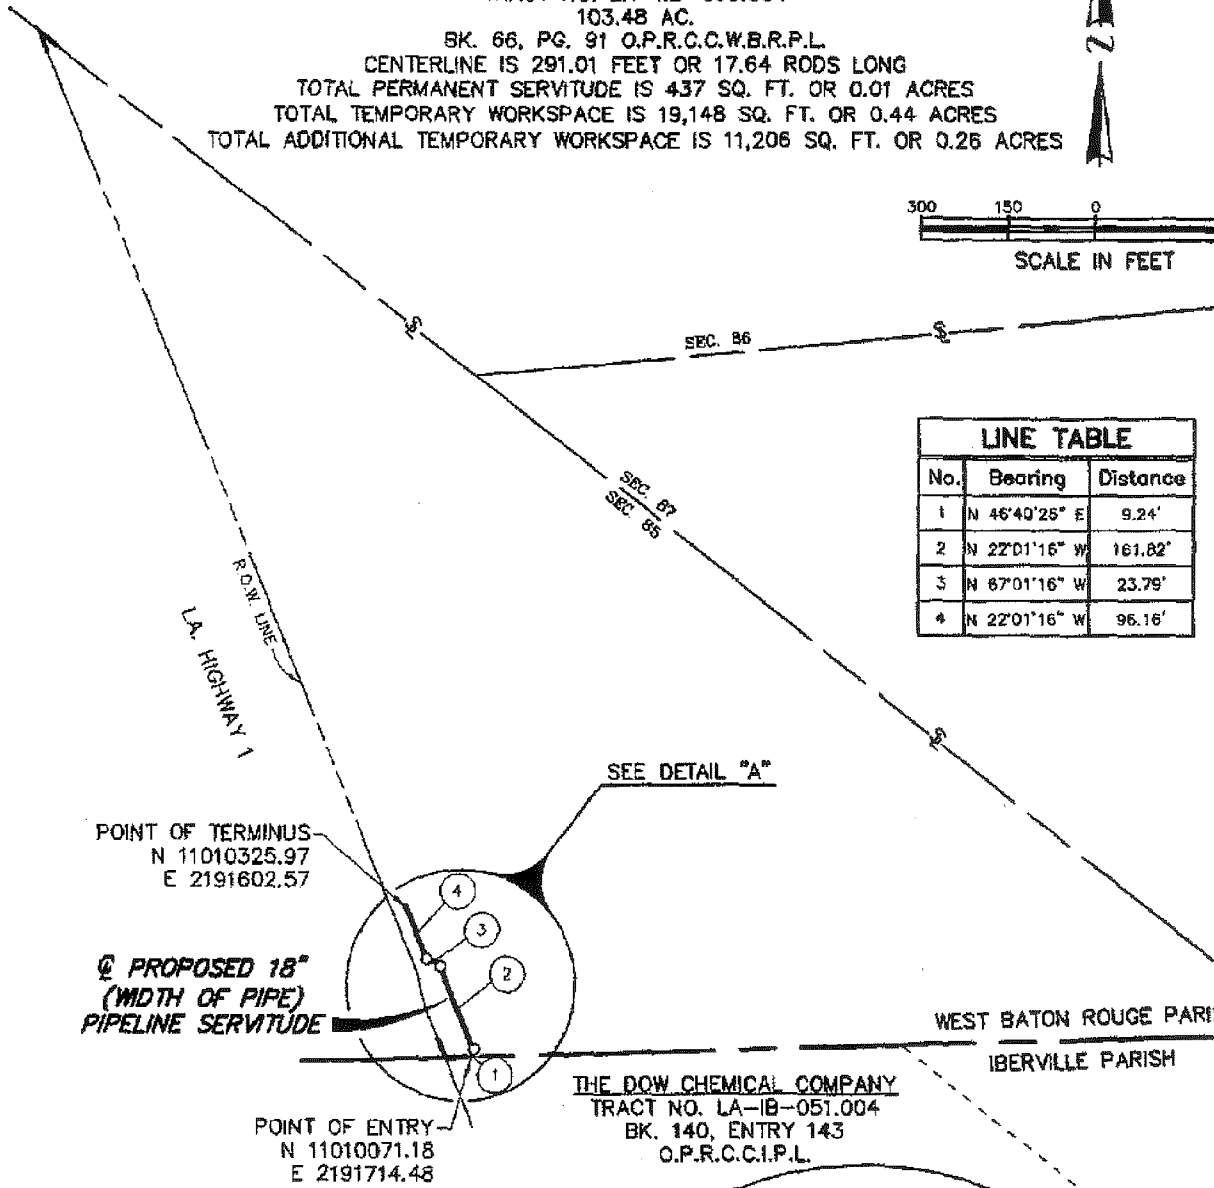 103.48 AC.
BK. 66, PG. 91 O.P.R.C.C.W.B.R.P.L.
CENTERLINE IS 291.01 FEET OR 17.64 RODS LONG
TOTAL PERMANENT SERVITUDE IS 437 SQ. FT. OR 0.01 ACRES
TOTAL TEMPORARY WORKSPACE IS 19,148 SQ. FT. OR 0.44 ACRES
TOTAL ADDITIONAL TEMPORARY WORKSPACE IS 11,206 SQ. FT. OR 0.26 ACRES
N
300 150 0
SCALE IN FEET
SEC. 86
LINE TABLE
No. Bearing Distance
1 N 46°40'25" E 9.24'
2 N 22°01'16" W 161.82'
3 N 67°01'16" W 23.79'
4 N 22°01'16" W 96.16'
SEC. 87
SEC. 85
R.O.W. LINE
LA. HIGHWAY 1
SEE DETAIL "A"
POINT OF TERMINUS
N 11010325.97
E 2191602.57
4
3
2
1
℄ PROPOSED 18"
(WIDTH OF PIPE)
PIPELINE SERVITUDE
WEST BATON ROUGE PARI
IBERVILLE PARISH
THE DOW CHEMICAL COMPANY
TRACT NO. LA-IB-051.004
BK. 140, ENTRY 143
O.P.R.C.C.I.P.L.
POINT OF ENTRY
N 11010071.18
E 2191714.48